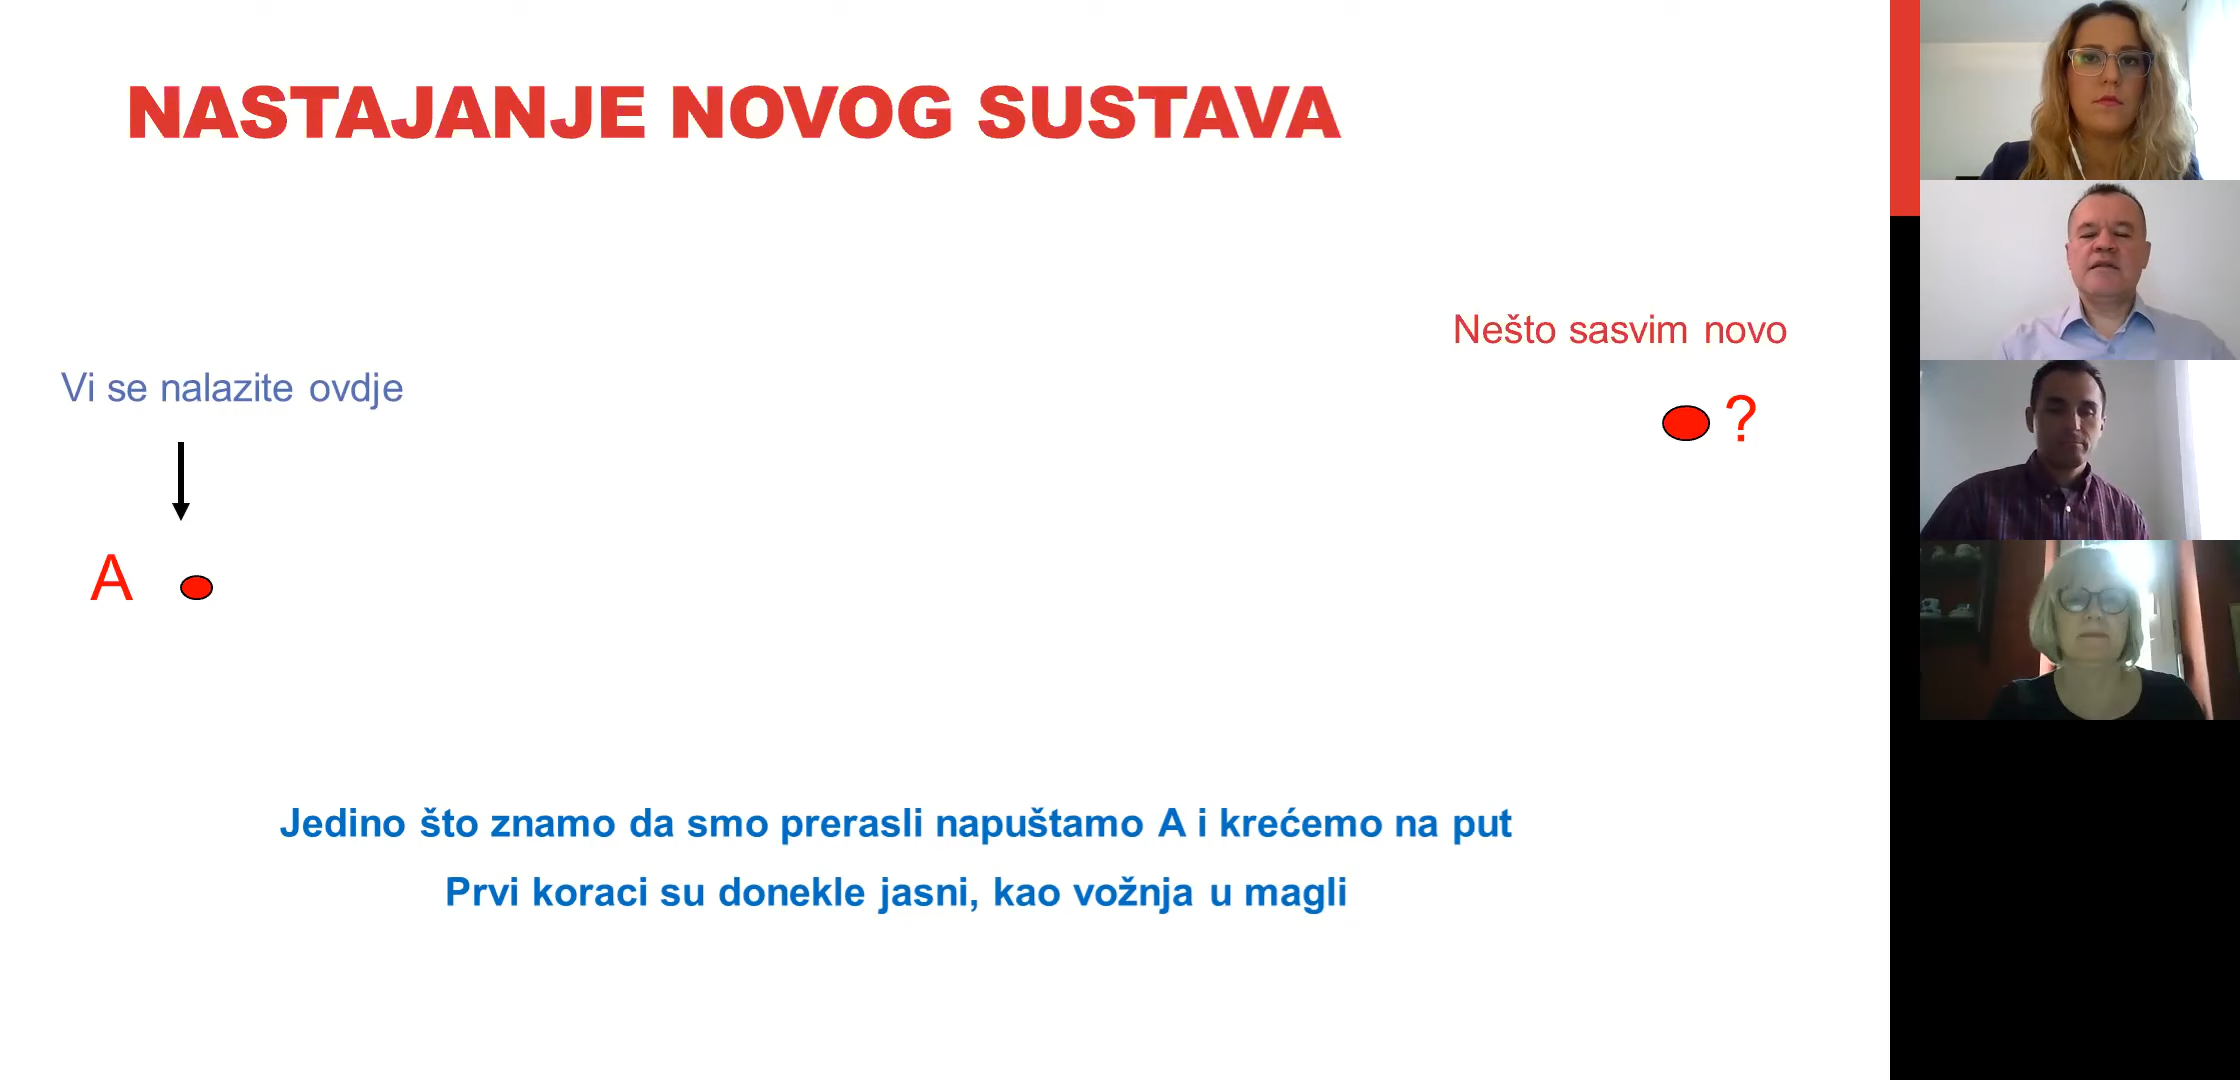 NASTAJANJE NOVOG SUSTAVA
Nešto sasvim novo
Vi se nalazite ovdje
?
A
Jedino što znamo da smo prerasli napuštamo A i krećemo na put
Prvi koraci su donekle jasni, kao vožnja u magli